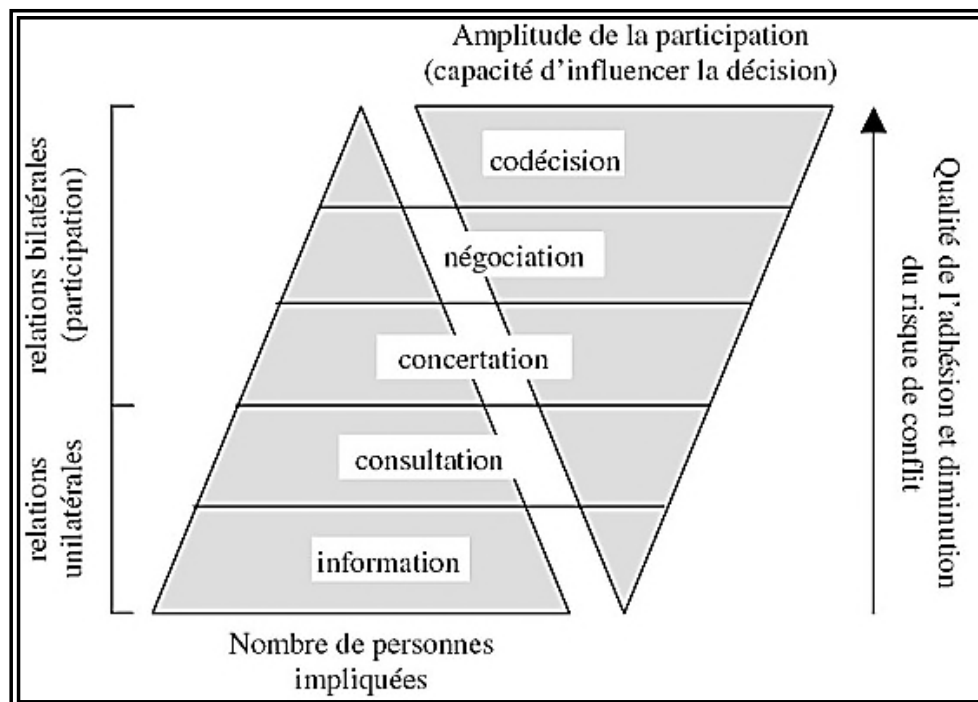 Amplitude de la participation
(capacité d'influencer la décision)
relations bilatérales
(participation)
relations
unilatérales
codécision
négociation
concertation
consultation
information
Qualité de l'adhésion et diminution
du risque de conflit
Nombre de personnes
impliquées